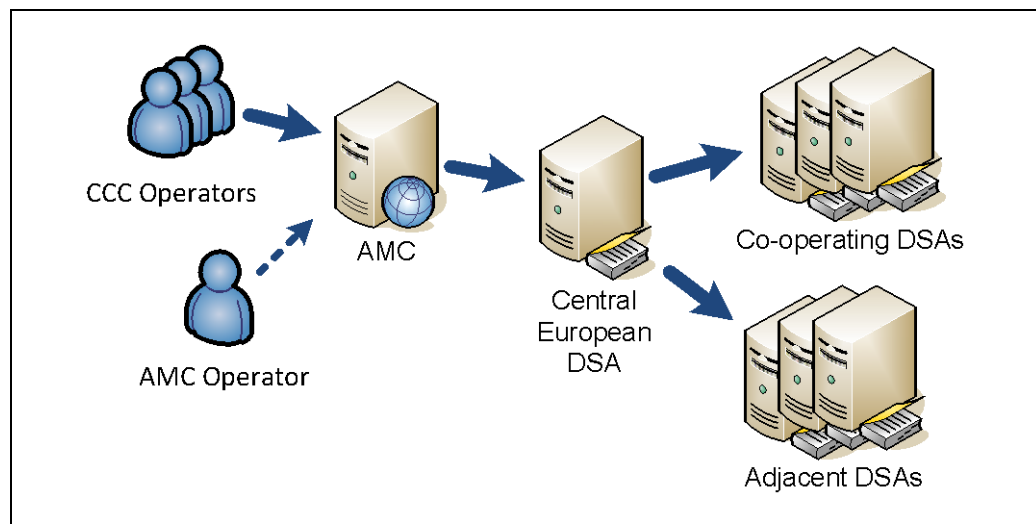 CCC Operators
AMC
AMC Operator
Central
European
DSA
Co-operating DSAs
Adjacent DSAs